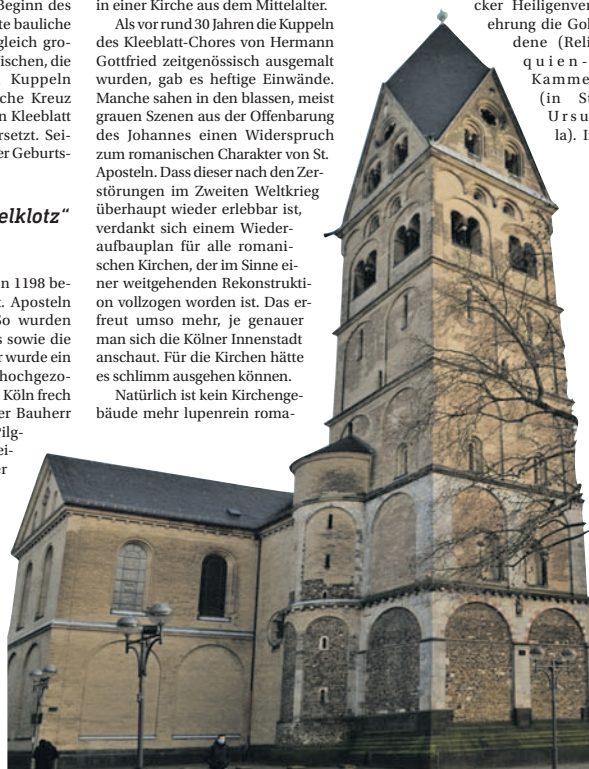 Beginn des
te bauliche
gleich gro-
ischen, die
Kuppeln
che Kreuz
n Kleeblatt
rsetzt. Sei-
er Geburts-
elklotz“
n 1198 be-
t. Aposteln
So wurden
s sowie die
r wurde ein
hochgezo-
Köln frech
er Bauherr
Pilg-
ei-
er
in einer Kirche aus dem Mittelalter.
Als vor rund 30 Jahren die Kuppeln
des Kleeblatt-Chores von Hermann
Gottfried zeitgenössisch ausgemalt
wurden, gab es heftige Einwände.
Manche sahen in den blassen, meist
grauen Szenen aus der Offenbarung
des Johannes einen Widerspruch
zum romanischen Charakter von St.
Aposteln. Dass dieser nach den Zer-
störungen im Zweiten Weltkrieg
überhaupt wieder erlebbar ist,
verdankt sich einem Wieder-
aufbauplan für alle romani-
schen Kirchen, der im Sinne ei-
ner weitgehenden Rekonstrukti-
on vollzogen worden ist. Das er-
freut umso mehr, je genauer
man sich die Kölner Innenstadt
anschaut. Für die Kirchen hätte
es schlimm ausgehen können.
Natürlich ist kein Kirchenge-
bäude mehr lupenrein roma-
cker Heiligenver
ehrung die Gol
dene (Reli
quien-
Kamme
(in St
Ursu
la). I